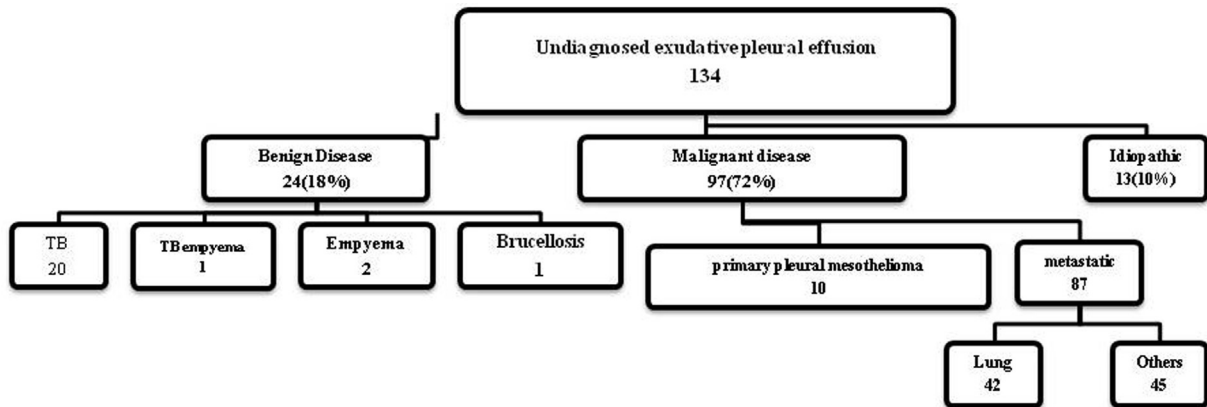 Undiagnosed exudative pleural effusion
134
Benign Disease
24(18%)
Malignant disease
97(72%)
Idiopathic
13(10%)
TB
20
TB empyema
1
Empyema
2
Brucellosis
1
primary pleural mesothelioma
10
metastatic
87
Lung
42
Others
45